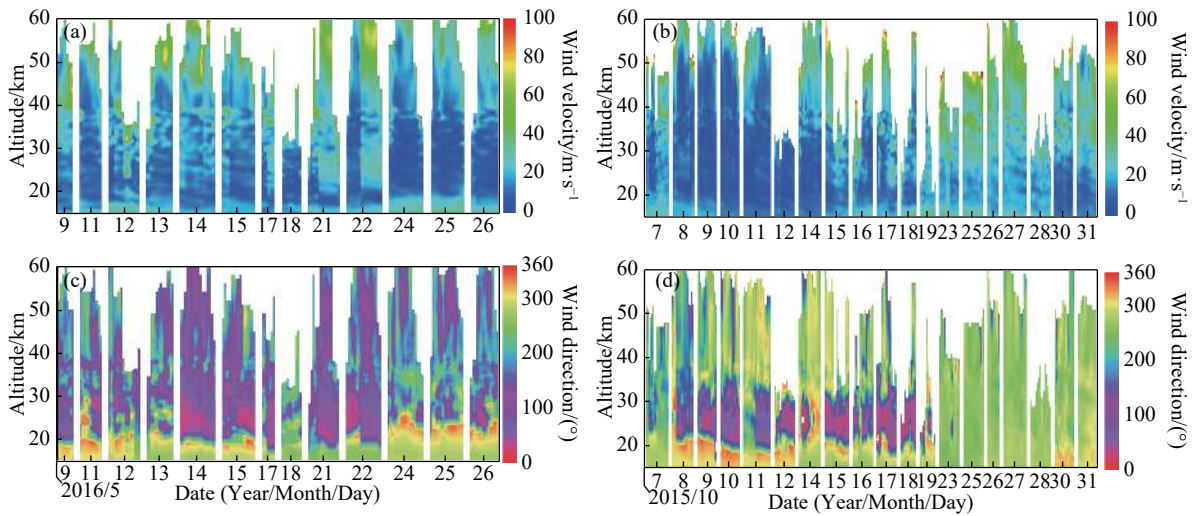 (a)
Altitude/km
60
50
40
30
20
9 11 12 13 14 15 17 18 21 22 24 25 26
100
80
60
40
20
0
Wind velocity/m·s⁻¹
(b)
Altitude/km
60
50
40
30
20
7 8 9 10 11 12 14 15 16 17 18 19 23 25 26 27 28 30 31
100
80
60
40
20
0
Wind velocity/m·s⁻¹
(c)
Altitude/km
60
50
40
30
20
9 11 12 13 14 15 17 18 21 22 24 25 26
2016/5
Date (Year/Month/Day)
360
300
200
100
0
Wind direction/(°)
(d)
Altitude/km
60
50
40
30
20
7 8 9 10 11 12 14 15 16 17 18 19 23 25 26 27 28 30 31
2015/10
Date (Year/Month/Day)
360
300
200
100
0
Wind direction/(°)